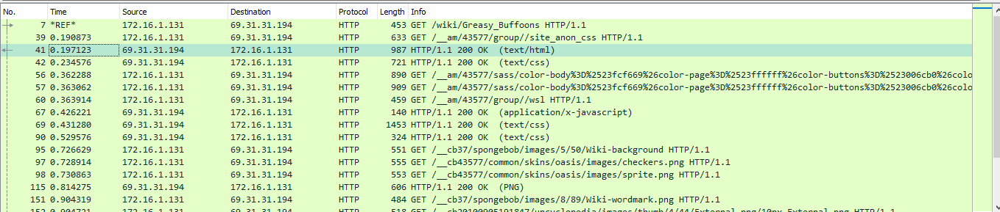 No. Time Source Destination Protocol Length Info
7 *REF* 172.16.1.131 69.31.31.194 HTTP 453 GET /wiki/Greasy_Buffoons HTTP/1.1
39 0.190873 172.16.1.131 69.31.31.194 HTTP 633 GET /__am/43577/group//site_anon_css HTTP/1.1
41 0.197123 69.31.31.194 172.16.1.131 HTTP 987 HTTP/1.1 200 OK (text/html)
42 0.234576 69.31.31.194 172.16.1.131 HTTP 721 HTTP/1.1 200 OK (text/css)
56 0.362288 172.16.1.131 69.31.31.194 HTTP 890 GET /__am/43577/sass/color-body%3D%2523fcf669%26color-page%3D%2523ffffff%26color-buttons%3D%2523006cb0%26colo
57 0.363062 172.16.1.131 69.31.31.194 HTTP 909 GET /__am/43577/sass/color-body%3D%2523fcf669%26color-page%3D%2523ffffff%26color-buttons%3D%2523006cb0%26colo
60 0.363914 172.16.1.131 69.31.31.194 HTTP 459 GET /__am/43577/group//wsl HTTP/1.1
67 0.426221 69.31.31.194 172.16.1.131 HTTP 140 HTTP/1.1 200 OK (application/x-javascript)
69 0.431280 69.31.31.194 172.16.1.131 HTTP 1453 HTTP/1.1 200 OK (text/css)
90 0.529576 69.31.31.194 172.16.1.131 HTTP 324 HTTP/1.1 200 OK (text/css)
95 0.726629 172.16.1.131 69.31.31.194 HTTP 551 GET /__cb37/spongebob/images/5/50/Wiki-background HTTP/1.1
97 0.728914 172.16.1.131 69.31.31.194 HTTP 555 GET /__cb43577/common/skins/oasis/images/checkers.png HTTP/1.1
98 0.730863 172.16.1.131 69.31.31.194 HTTP 553 GET /__cb43577/common/skins/oasis/images/sprite.png HTTP/1.1
115 0.814275 69.31.31.194 172.16.1.131 HTTP 606 HTTP/1.1 200 OK (PNG)
151 0.904319 172.16.1.131 69.31.31.194 HTTP 484 GET /__cb37/spongebob/images/8/89/Wiki-wordmark.png HTTP/1.1
152 0.904721 172.16.1.131 69.31.31.194 HTTP 518 GET /__cb20100905191847/uncyclopedia/images/thumb/4/44/External.png/10px-External.png HTTP/1.1